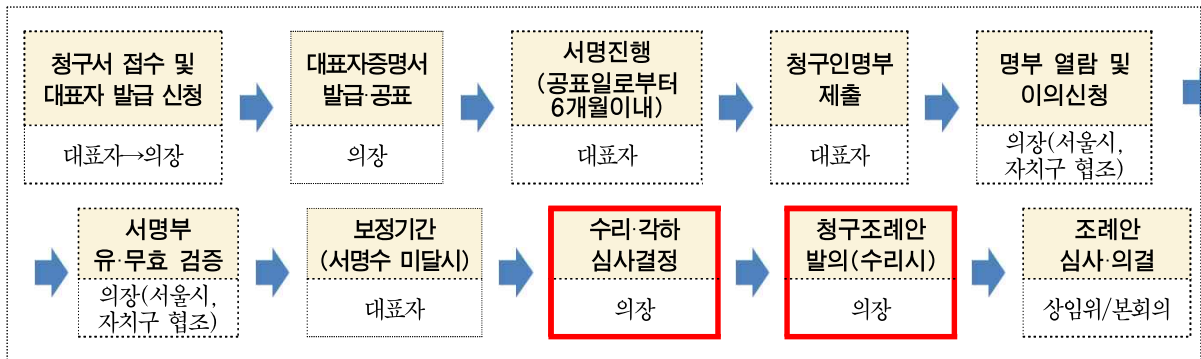 청구서 접수 및
대표자 발급 신청
대표자→의장
대표자증명서
발급·공표
의장
서명진행
(공표일로부터
6개월이내)
대표자
청구인명부
제출
대표자
명부 열람 및
이의신청
의장(서울시,
자치구 협조)
서명부
유·무효 검증
의장(서울시,
자치구 협조)
보정기간
(서명수 미달시)
대표자
수리·각하
심사결정
의장
청구조례안
발의(수리시)
의장
조례안
심사·의결
상임위/본회의